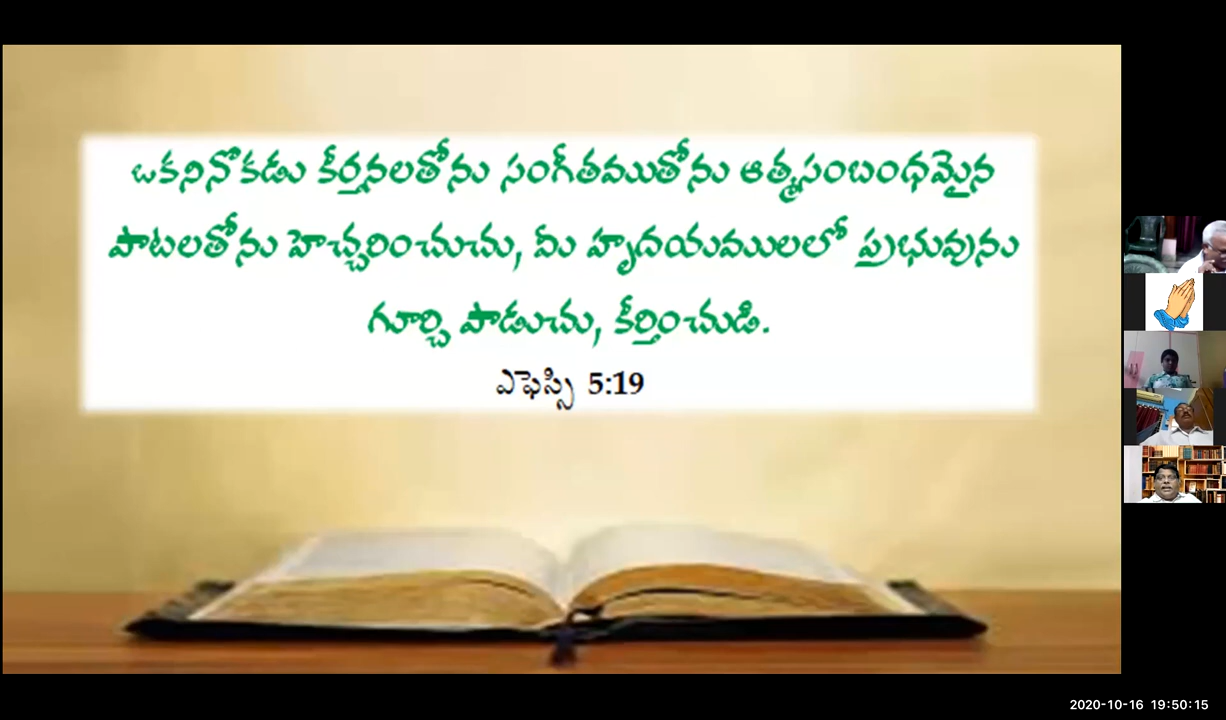 ఒకనినొకడు కీర్తనలతోను సంగీతముతోను ఆత్మసంబంధమైన
పాటలతోను హెచ్చరించుచు, మీ హృదయములలో ప్రభువును
గూర్చి పాడుచు, కీర్తించుడి.
ఎఫెస్సి 5:19
2020-10-16 19:50:15